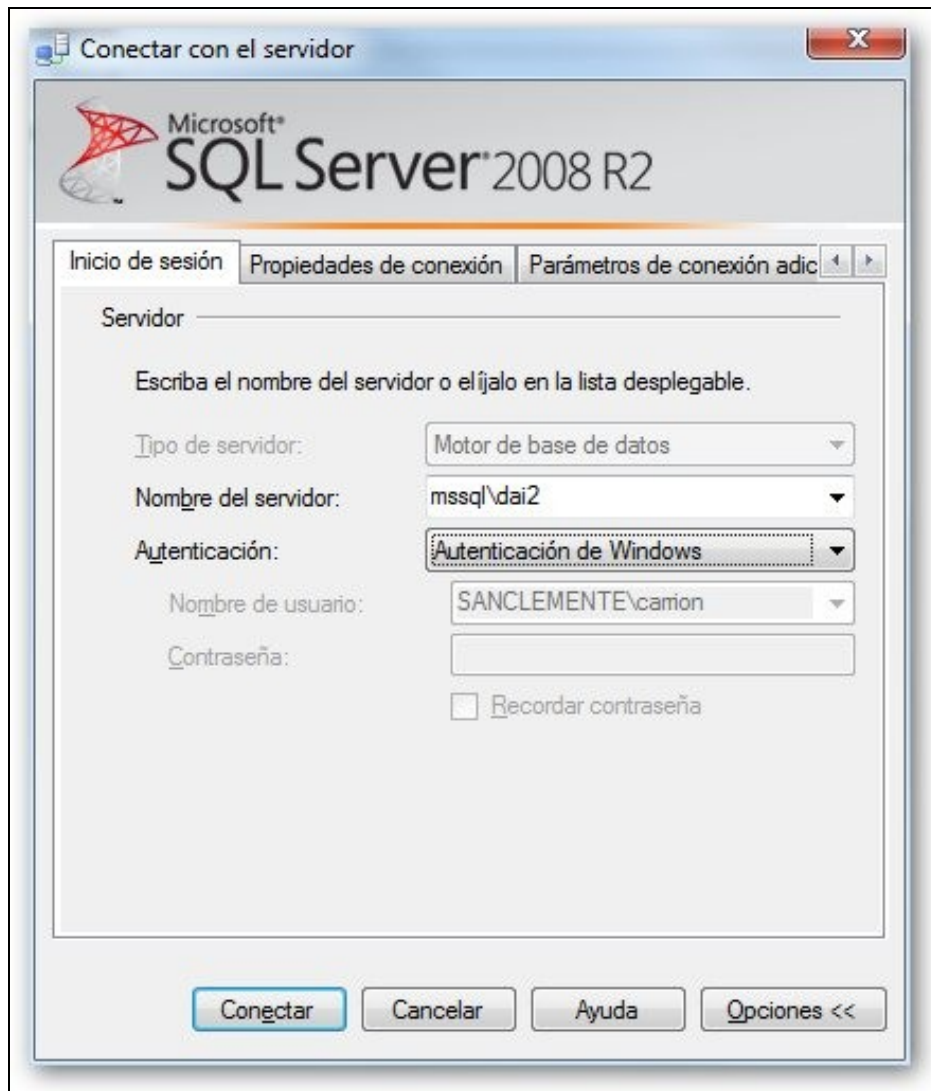 Conectar con el servidor
Microsoft®
SQL Server® 2008 R2
Inicio de sesión
Propiedades de conexión
Parámetros de conexión adic
Servidor
Escriba el nombre del servidor o elíjalo en la lista desplegable.
Tipo de servidor: Motor de base de datos
Nombre del servidor: mssql\dai2
Autenticación: Autenticación de Windows
Nombre de usuario: SANCLEMENTE\carrion
Contraseña:
Recordar contraseña
Conectar
Cancelar
Ayuda
Opciones <<